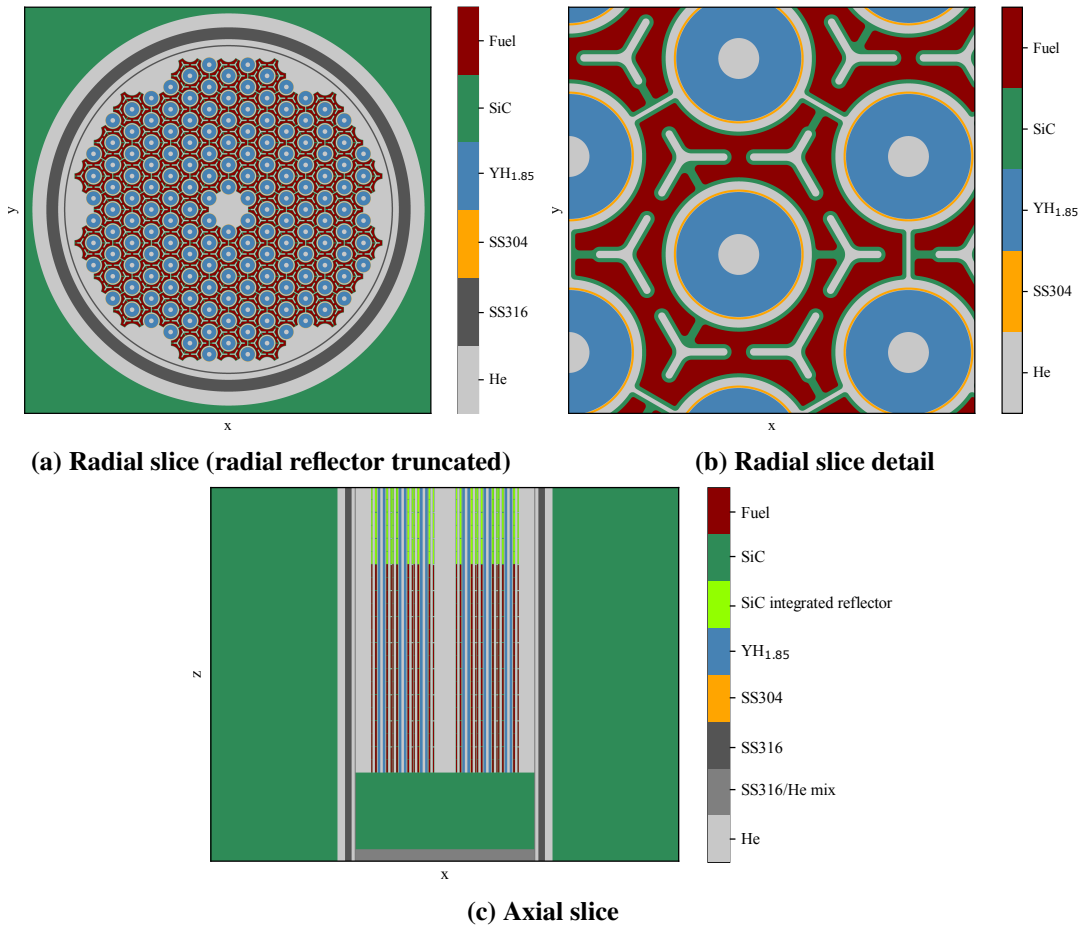 Fuel
SiC
YH1.85
SS304
SS316
He
y
x
(a) Radial slice (radial reflector truncated)
Fuel
SiC
YH1.85
SS304
He
y
x
(b) Radial slice detail
Fuel
SiC
SiC integrated reflector
YH1.85
SS304
SS316
SS316/He mix
He
z
x
(c) Axial slice